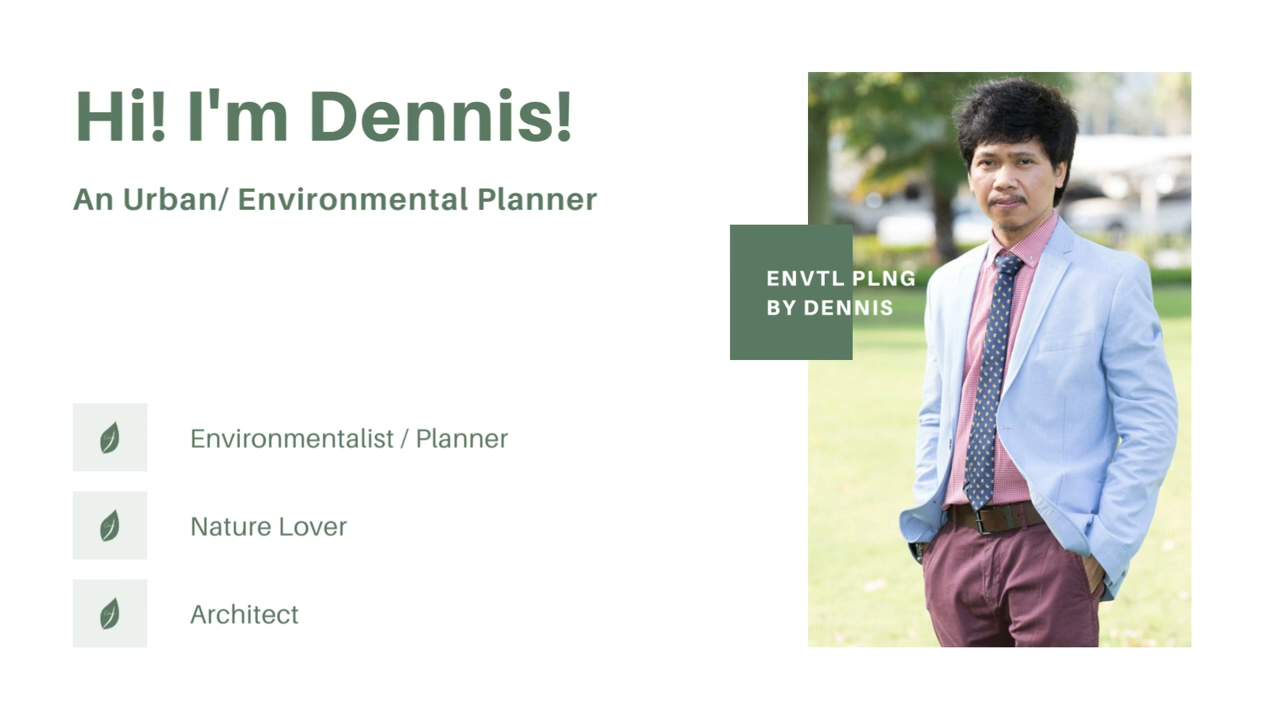 Hi! I'm Dennis!
An Urban/ Environmental Planner
ENVTL PLNG
BY DENNIS
Environmentalist / Planner
Nature Lover
Architect